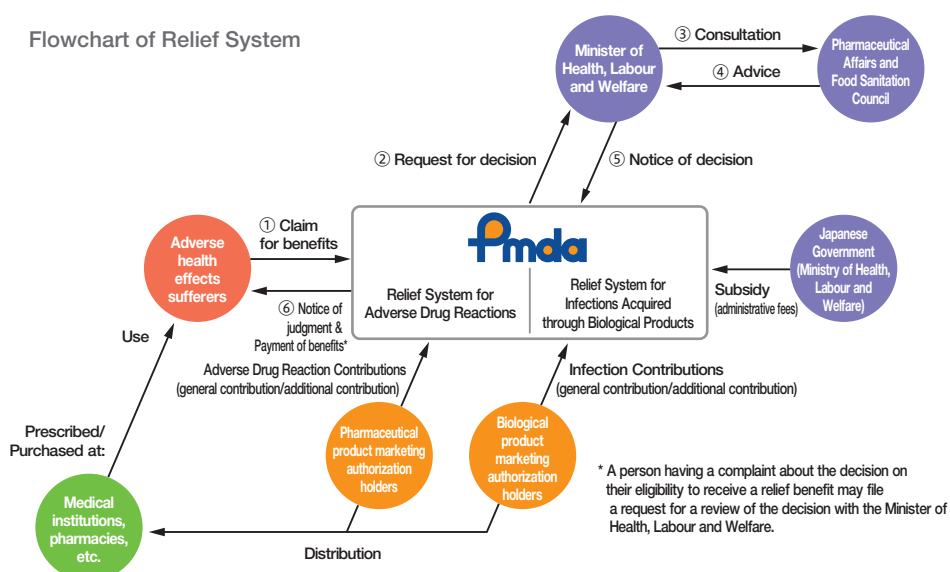 Flowchart of Relief System
Minister of
Health, Labour
and Welfare
③ Consultation
④ Advice
Pharmaceutical
Affairs and
Food Sanitation
Council
② Request for decision
⑤ Notice of decision
Adverse
health
effects
sufferers
① Claim
for benefits
⑥ Notice of
judgment &
Payment of benefits*
pmda
Relief System for
Adverse Drug Reactions
Relief System for
Infections Acquired
through Biological Products
Subsidy
(administrative fees)
Japanese
Government
(Ministry of Health,
Labour and
Welfare)
Use
Adverse Drug Reaction Contributions
(general contribution/additional contribution)
Infection Contributions
(general contribution/additional contribution)
Prescribed/
Purchased at:
Pharmaceutical
product marketing
authorization
holders
Biological
product
marketing
authorization
holders
Medical
institutions,
pharmacies,
etc.
Distribution
* A person having a complaint about the decision on
their eligibility to receive a relief benefit may file
a request for a review of the decision with the Minister of
Health, Labour and Welfare.